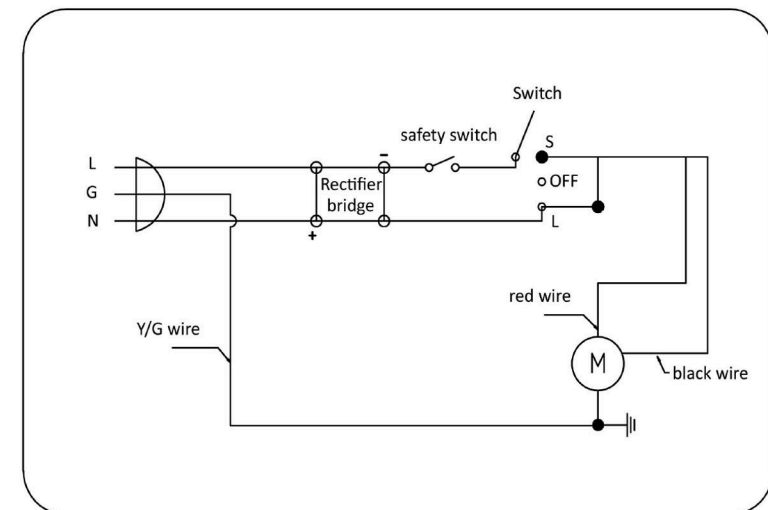 Switch
safety switch
S
-
L
Rectifier
bridge
OFF
G
N
L
+
red wire
Y/G wire
M
black wire